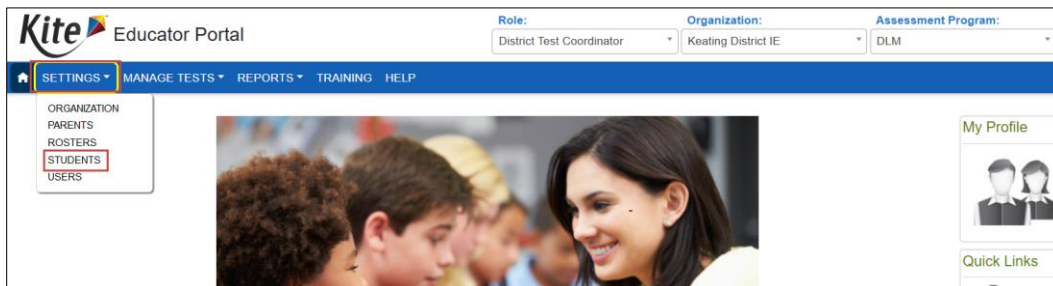 Role: Organization: Assessment Program:
Kite Educator Portal
District Test Coordinator Keating District IE DLM
SETTINGS MANAGE TESTS REPORTS TRAINING HELP
ORGANIZATION
PARENTS
ROSTERS
STUDENTS
USERS
My Profile
Quick Links